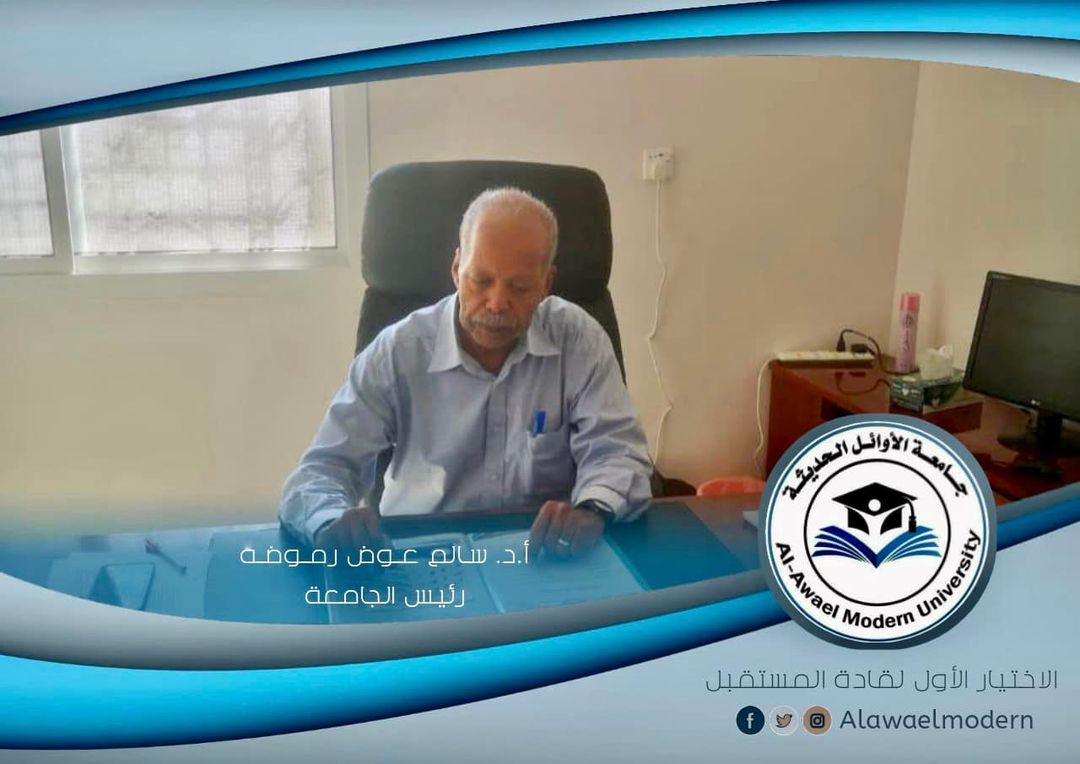 أ.د. سالم عوض رموضة
رئيس الجامعة
جامعة الأوائل الحديثة
Al-Awael Modern University
الاختيار الأول لقادة المستقبل
Alawaelmodern